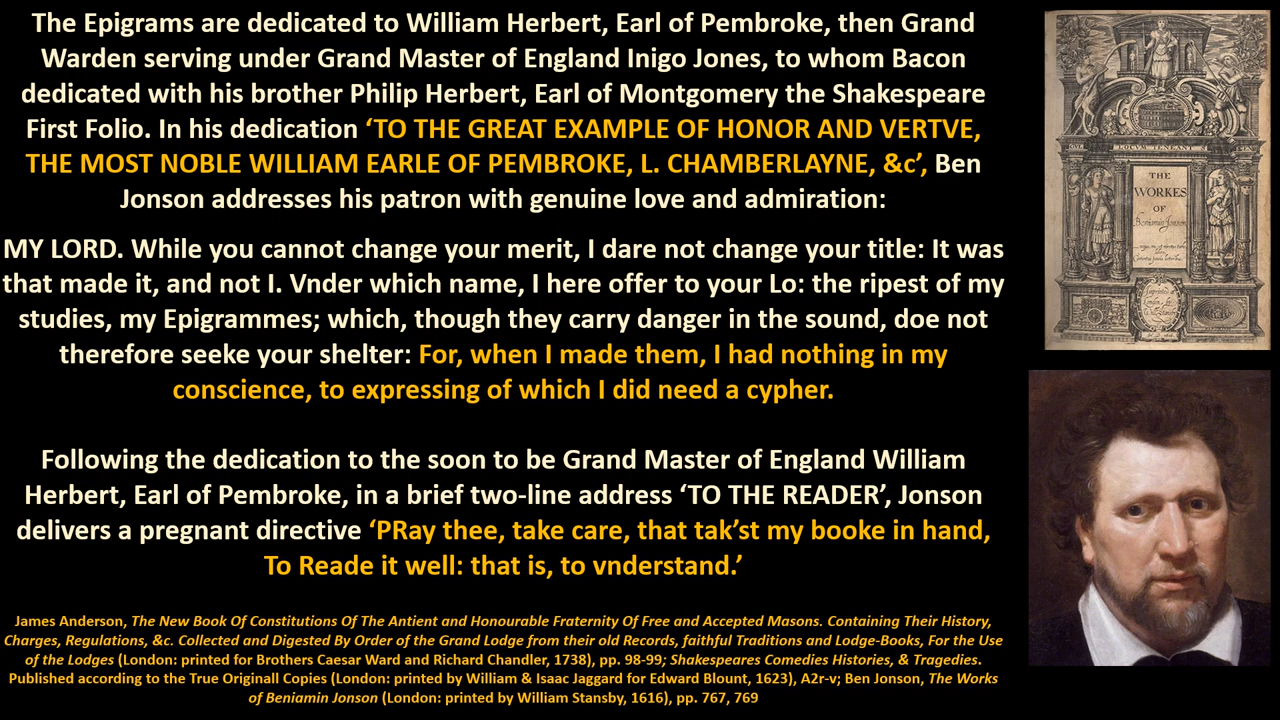 The Epigrams are dedicated to William Herbert, Earl of Pembroke, then Grand
Warden serving under Grand Master of England Inigo Jones, to whom Bacon
dedicated with his brother Philip Herbert, Earl of Montgomery the Shakespeare
First Folio. In his dedication ‘TO THE GREAT EXAMPLE OF HONOR AND VERTVE,
THE MOST NOBLE WILLIAM EARLE OF PEMBROKE, L. CHAMBERLAYNE, &c’, Ben
Jonson addresses his patron with genuine love and admiration:
MY LORD. While you cannot change your merit, I dare not change your title: It was
that made it, and not I. Vnder which name, I here offer to your Lo: the ripest of my
studies, my Epigrammes; which, though they carry danger in the sound, doe not
therefore seeke your shelter: For, when I made them, I had nothing in my
conscience, to expressing of which I did need a cypher.
Following the dedication to the soon to be Grand Master of England William
Herbert, Earl of Pembroke, in a brief two-line address ‘TO THE READER’, Jonson
delivers a pregnant directive ‘PRay thee, take care, that tak’st my booke in hand,
To Reade it well: that is, to vnderstand.’
James Anderson, The New Book Of Constitutions Of The Antient and Honourable Fraternity Of Free and Accepted Masons. Containing Their History,
Charges, Regulations, &c. Collected and Digested By Order of the Grand Lodge from their old Records, faithful Traditions and Lodge-Books, For the Use
of the Lodges (London: printed for Brothers Caesar Ward and Richard Chandler, 1738), pp. 98-99; Shakespeares Comedies Histories, & Tragedies.
Published according to the True Originall Copies (London: printed by William & Isaac Jaggard for Edward Blount, 1623), A2r-v; Ben Jonson, The Works
of Beniamin Jonson (London: printed by William Stansby, 1616), pp. 767, 769
THE
WORKES
OF
Beniamin Jonson